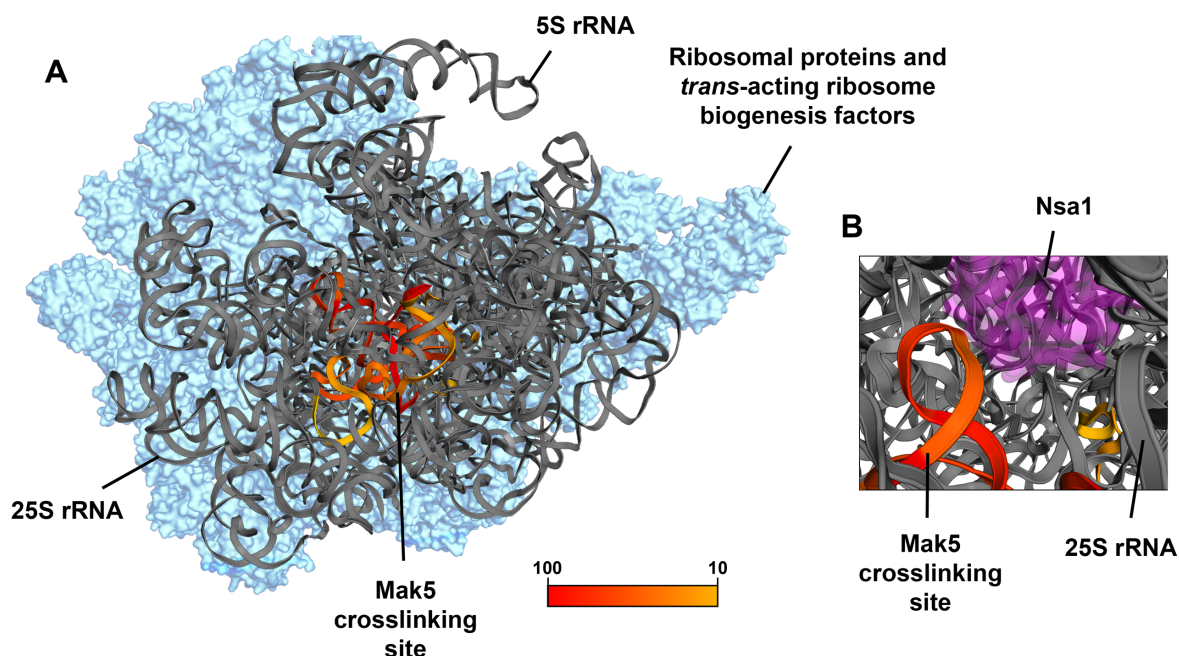 A
5S rRNA
Ribosomal proteins and
trans-acting ribosome
biogenesis factors
25S rRNA
Mak5
crosslinking
site
100
10
B
Nsa1
Mak5
crosslinking
site
25S rRNA